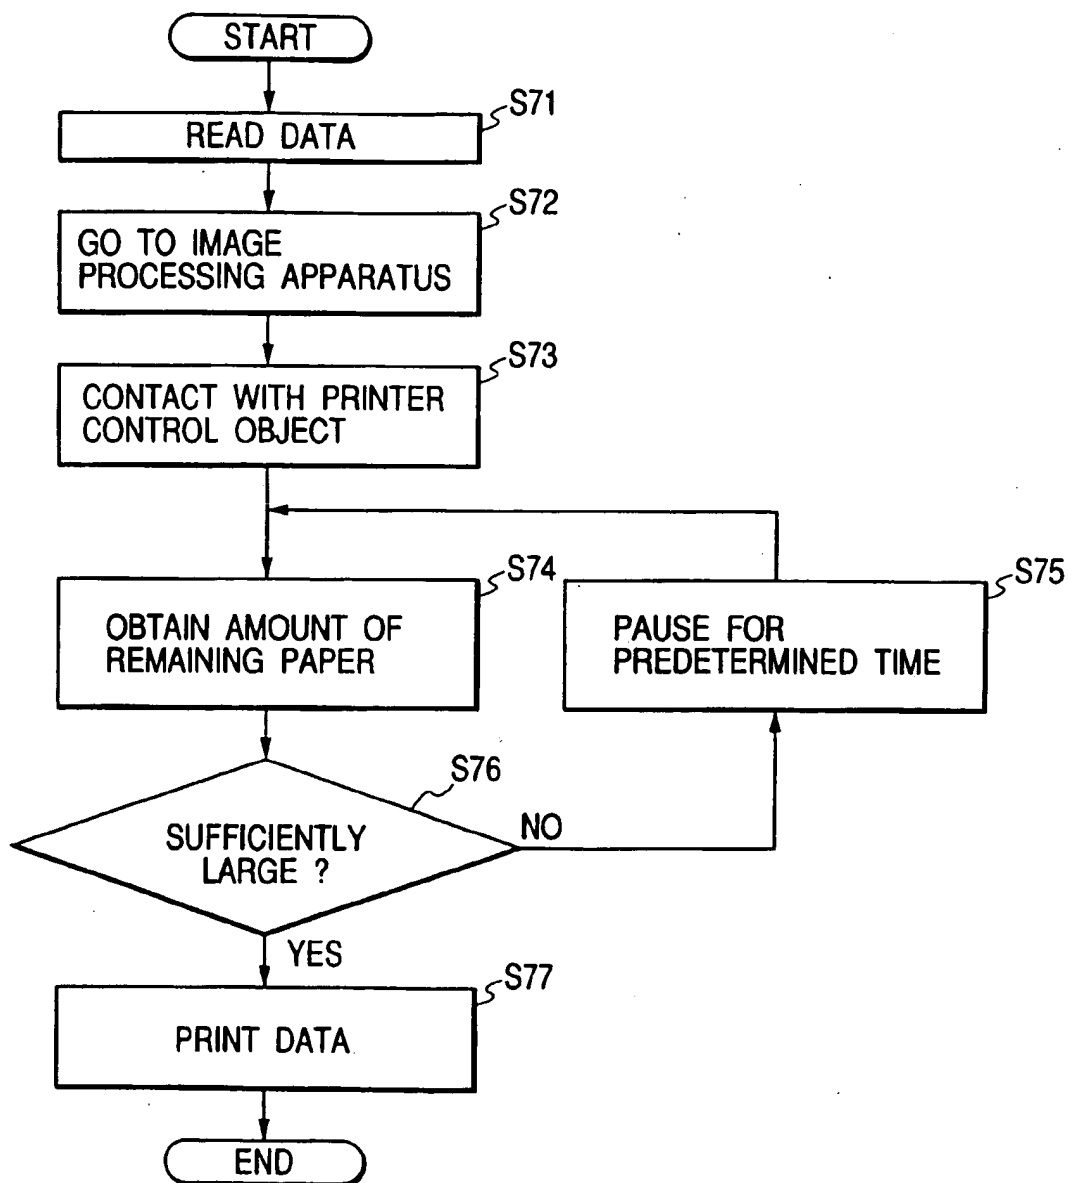 START
S71
READ DATA
S72
GO TO IMAGE
PROCESSING APPARATUS
S73
CONTACT WITH PRINTER
CONTROL OBJECT
S74
OBTAIN AMOUNT OF
REMAINING PAPER
S75
PAUSE FOR
PREDETERMINED TIME
S76
SUFFICIENTLY
LARGE ?
NO
YES
S77
PRINT DATA
END